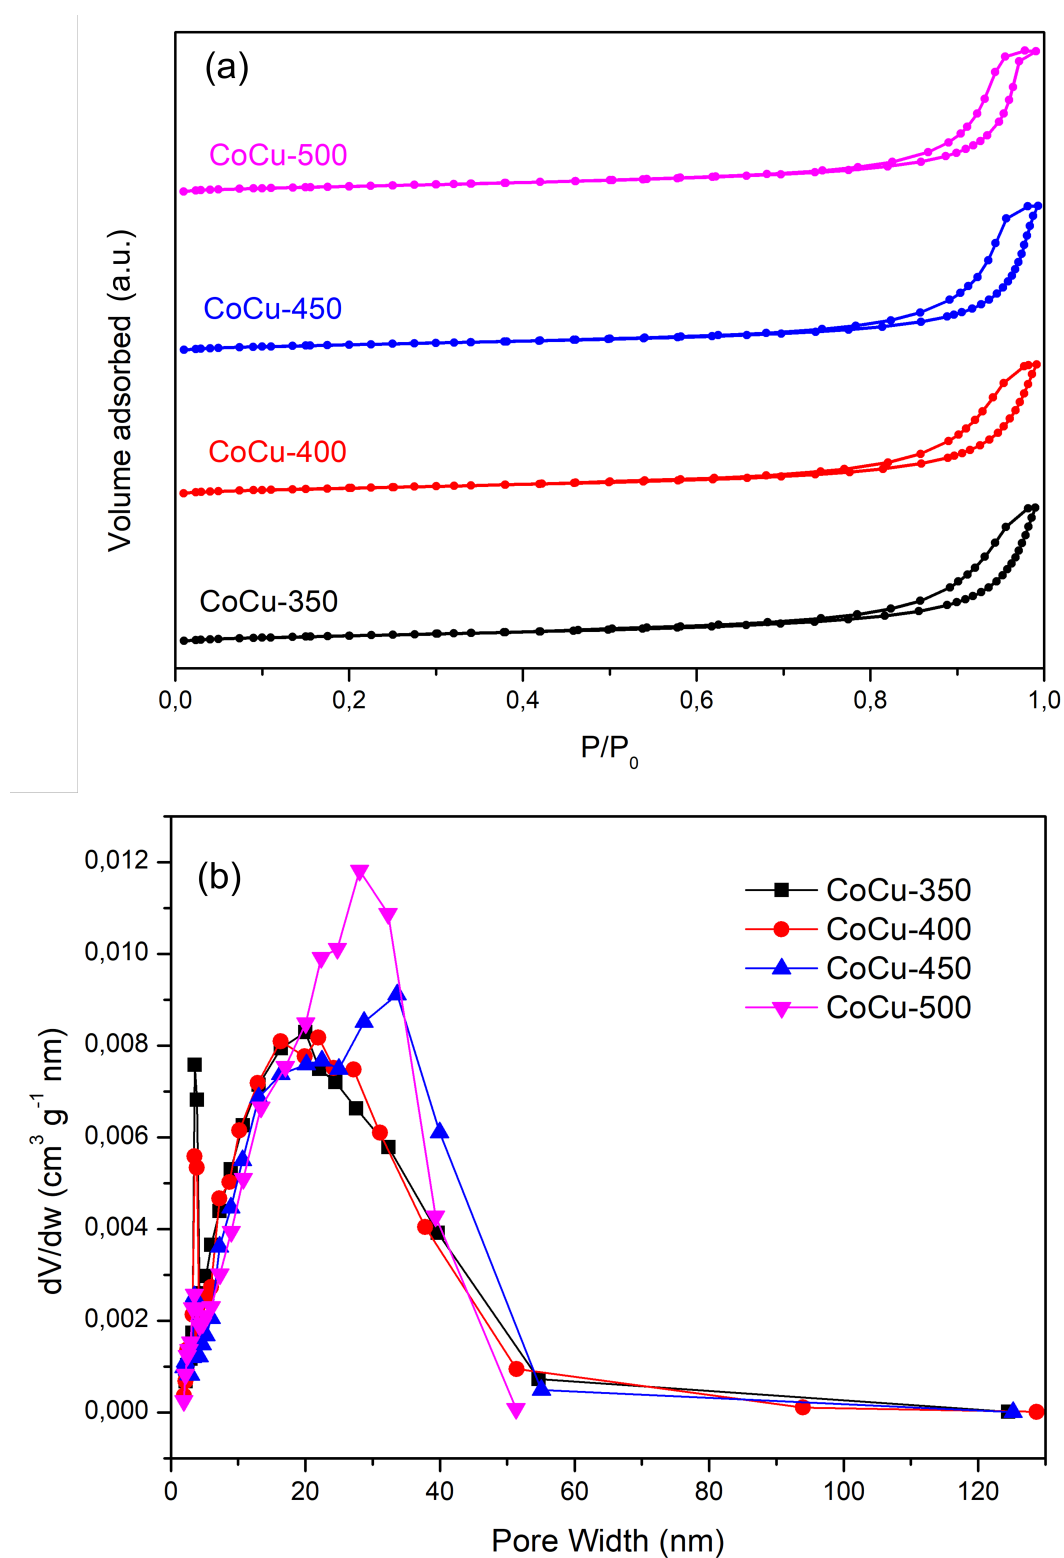 (a)
CoCu-500
CoCu-450
CoCu-400
CoCu-350
Volume adsorbed (a.u.)
0,0 0,2 0,4 0,6 0,8 1,0
P/P₀
(b)
CoCu-350
CoCu-400
CoCu-450
CoCu-500
0,012
0,010
0,008
0,006
0,004
0,002
0,000
dV/dw (cm³ g⁻¹ nm)
0 20 40 60 80 100 120
Pore Width (nm)